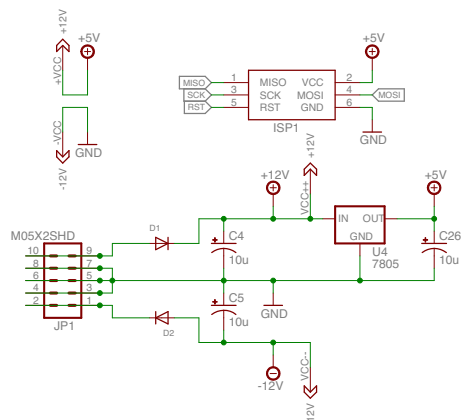 +12V
+5V
+VCC
-VCC
GND
-12V
+5V
MISO 1 MISO VCC 2
SCK 3 SCK MOSI 4 MOSI
RST 5 RST GND 6
ISP1
GND
+12V
VCC++
+12V
+5V
IN OUT
GND
U4
7805
C26
10u
M05X2SHD
D1
C4
10u
10 9
8 7
6 5
4 3
2 1
JP1
D2
C5
10u
GND
-12V
VCC--
12V